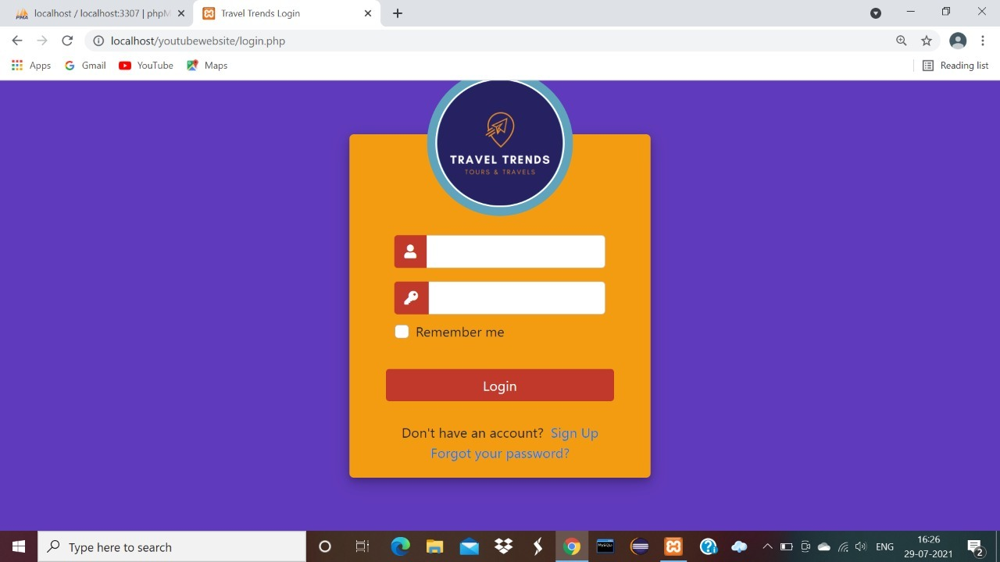 localhost / localhost:3307 | phpM
Travel Trends Login
localhost/youtubewebsite/login.php
Apps
Gmail
YouTube
Maps
Reading list
TRAVEL TRENDS
TOURS & TRAVELS
Remember me
Login
Don't have an account? Sign Up
Forgot your password?
Type here to search
ENG
16:26
29-07-2021
2